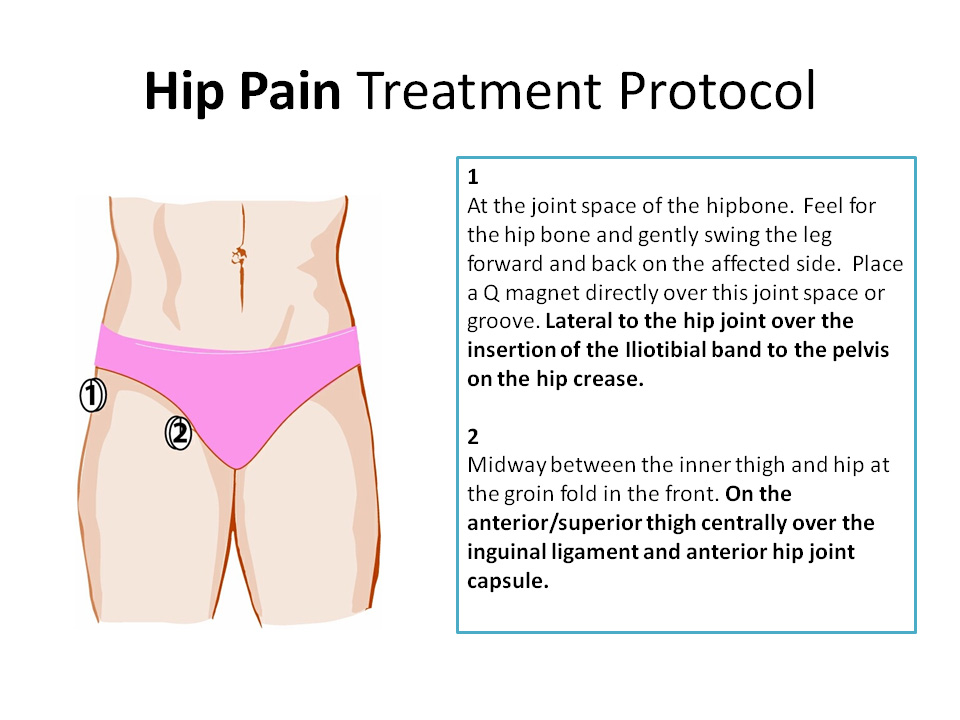 Hip Pain Treatment Protocol
1
At the joint space of the hipbone. Feel for
the hip bone and gently swing the leg
forward and back on the affected side. Place
a Q magnet directly over this joint space or
groove. Lateral to the hip joint over the
insertion of the Iliotibial band to the pelvis
on the hip crease.
2
Midway between the inner thigh and hip at
the groin fold in the front. On the
anterior/superior thigh centrally over the
inguinal ligament and anterior hip joint
capsule.
1
2